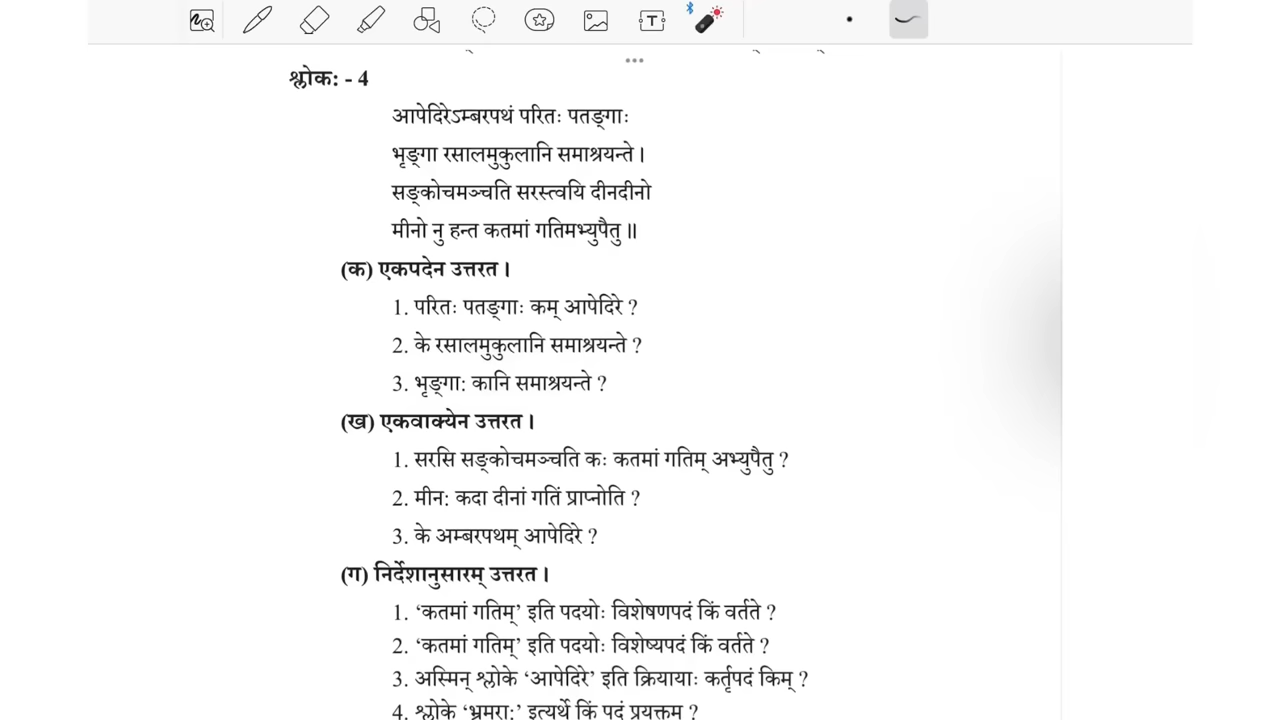 श्लोक: - 4
आपेदिरेऽम्बरपथं परितः पतङ्गाः
भृङ्गा रसालमुकुलानि समाश्रयन्ते ।
सङ्कोचमञ्चति सरस्त्वयि दीनदीनो
मीनो नु हन्त कतमां गतिमभ्युपैतु ॥
(क) एकपदेन उत्तरत ।
1. परितः पतङ्गाः कम् आपेदिरे ?
2. के रसालमुकुलानि समाश्रयन्ते ?
3. भृङ्गा: कानि समाश्रयन्ते ?
(ख) एकवाक्येन उत्तरत ।
1. सरसि सङ्कोचमञ्चति कः कतमां गतिम् अभ्युपैतु ?
2. मीन: कदा दीनां गतिं प्राप्नोति ?
3. के अम्बरपथम् आपेदिरे ?
(ग) निर्देशानुसारम् उत्तरत ।
1. ‘कतमां गतिम्’ इति पदयोः विशेषणपदं किं वर्तते ?
2. ‘कतमां गतिम्’ इति पदयोः विशेष्यपदं किं वर्तते ?
3. अस्मिन् श्लोके ‘आपेदिरे’ इति क्रियायाः कर्तृपदं किम् ?
4. श्लोके ‘भ्रमरा:’ इत्यर्थे किं पदं प्रयुक्तम् ?